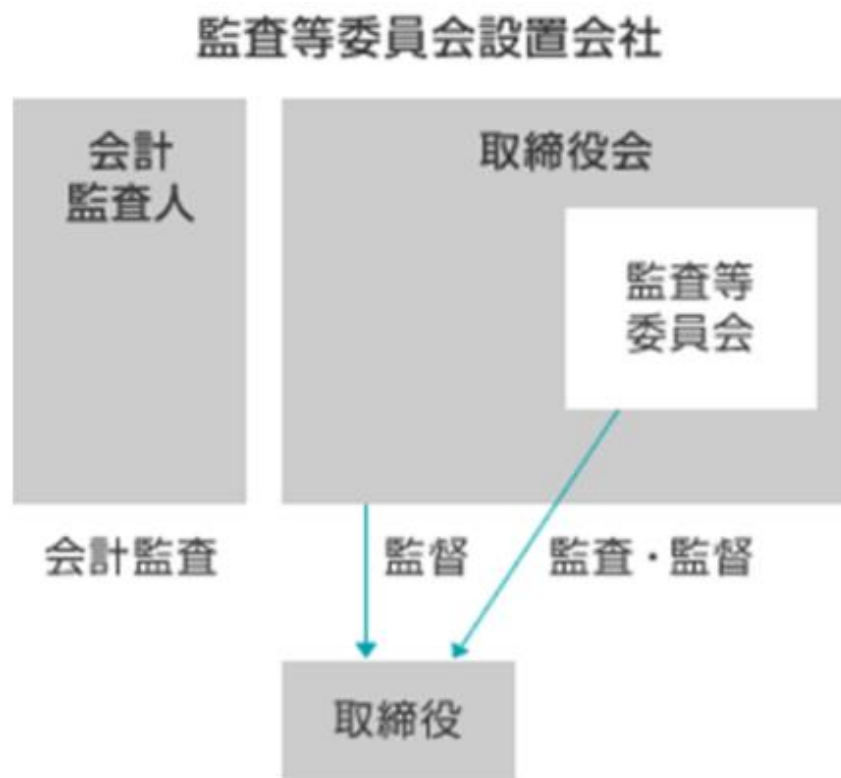 監査等委員会設置会社
会計
監査人
取締役会
監査等
委員会
会計監査
監督
監査・監督
取締役